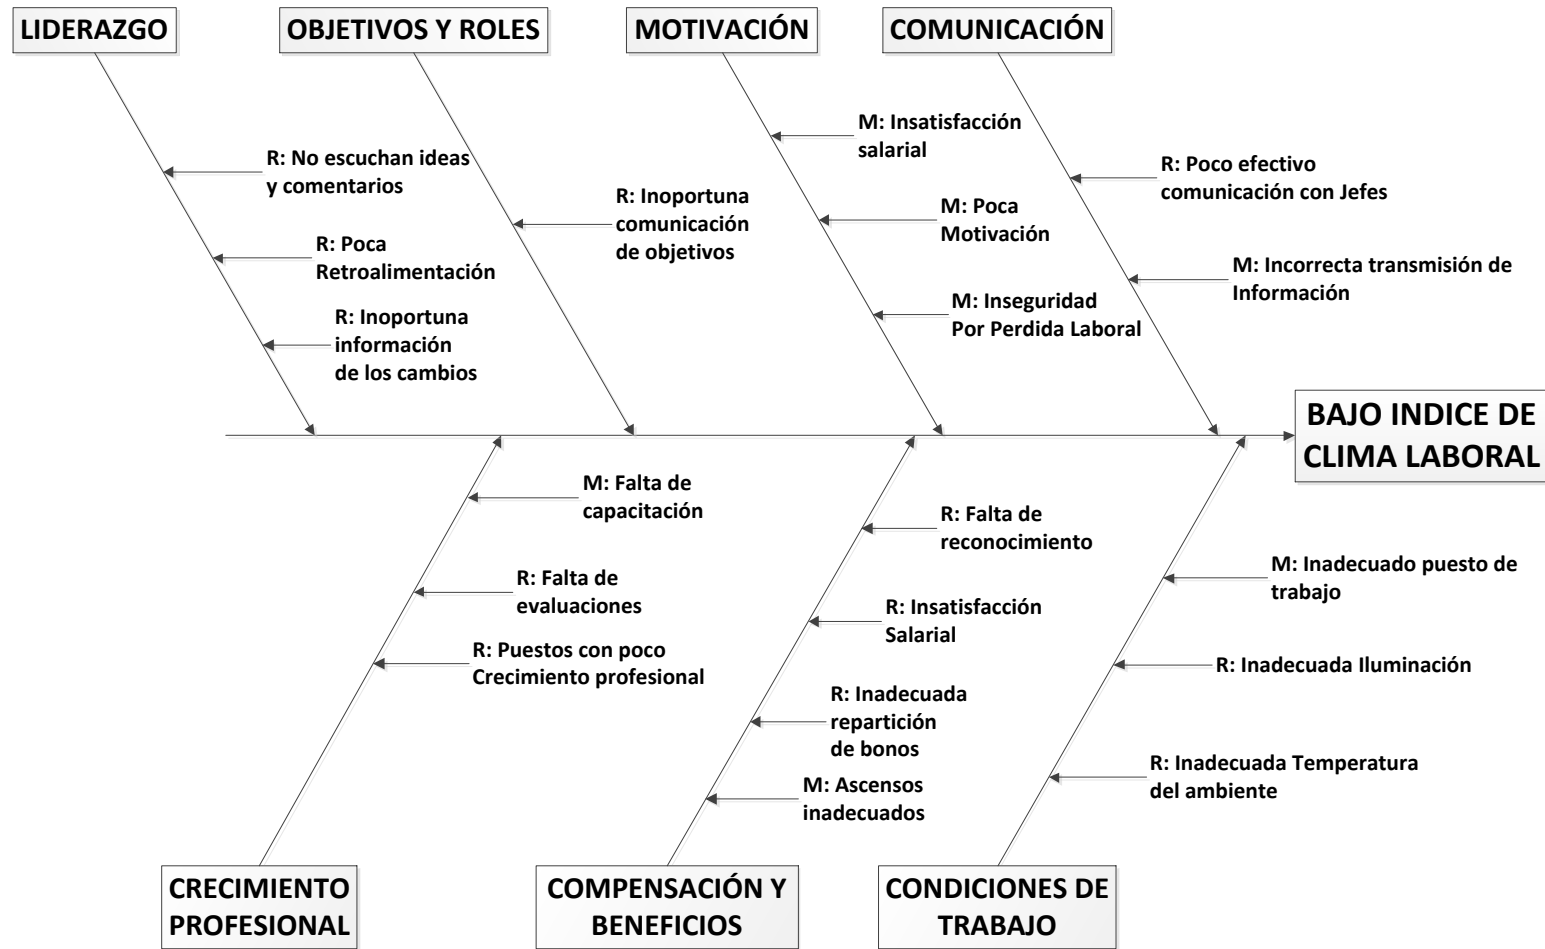 LIDERAZGO
OBJETIVOS Y ROLES
MOTIVACIÓN
COMUNICACIÓN
R: No escuchan ideas
y comentarios
R: Poca
Retroalimentación
R: Inoportuna
información
de los cambios
R: Inoportuna
comunicación
de objetivos
M: Insatisfacción
salarial
M: Poca
Motivación
M: Inseguridad
Por Perdida Laboral
R: Poco efectivo
comunicación con Jefes
M: Incorrecta transmisión de
Información
BAJO INDICE DE
CLIMA LABORAL
M: Falta de
capacitación
R: Falta de
evaluaciones
R: Puestos con poco
Crecimiento profesional
R: Falta de
reconocimiento
R: Insatisfacción
Salarial
R: Inadecuada
repartición
de bonos
M: Ascensos
inadecuados
M: Inadecuado puesto de
trabajo
R: Inadecuada Iluminación
R: Inadecuada Temperatura
del ambiente
CRECIMIENTO
PROFESIONAL
COMPENSACIÓN Y
BENEFICIOS
CONDICIONES DE
TRABAJO